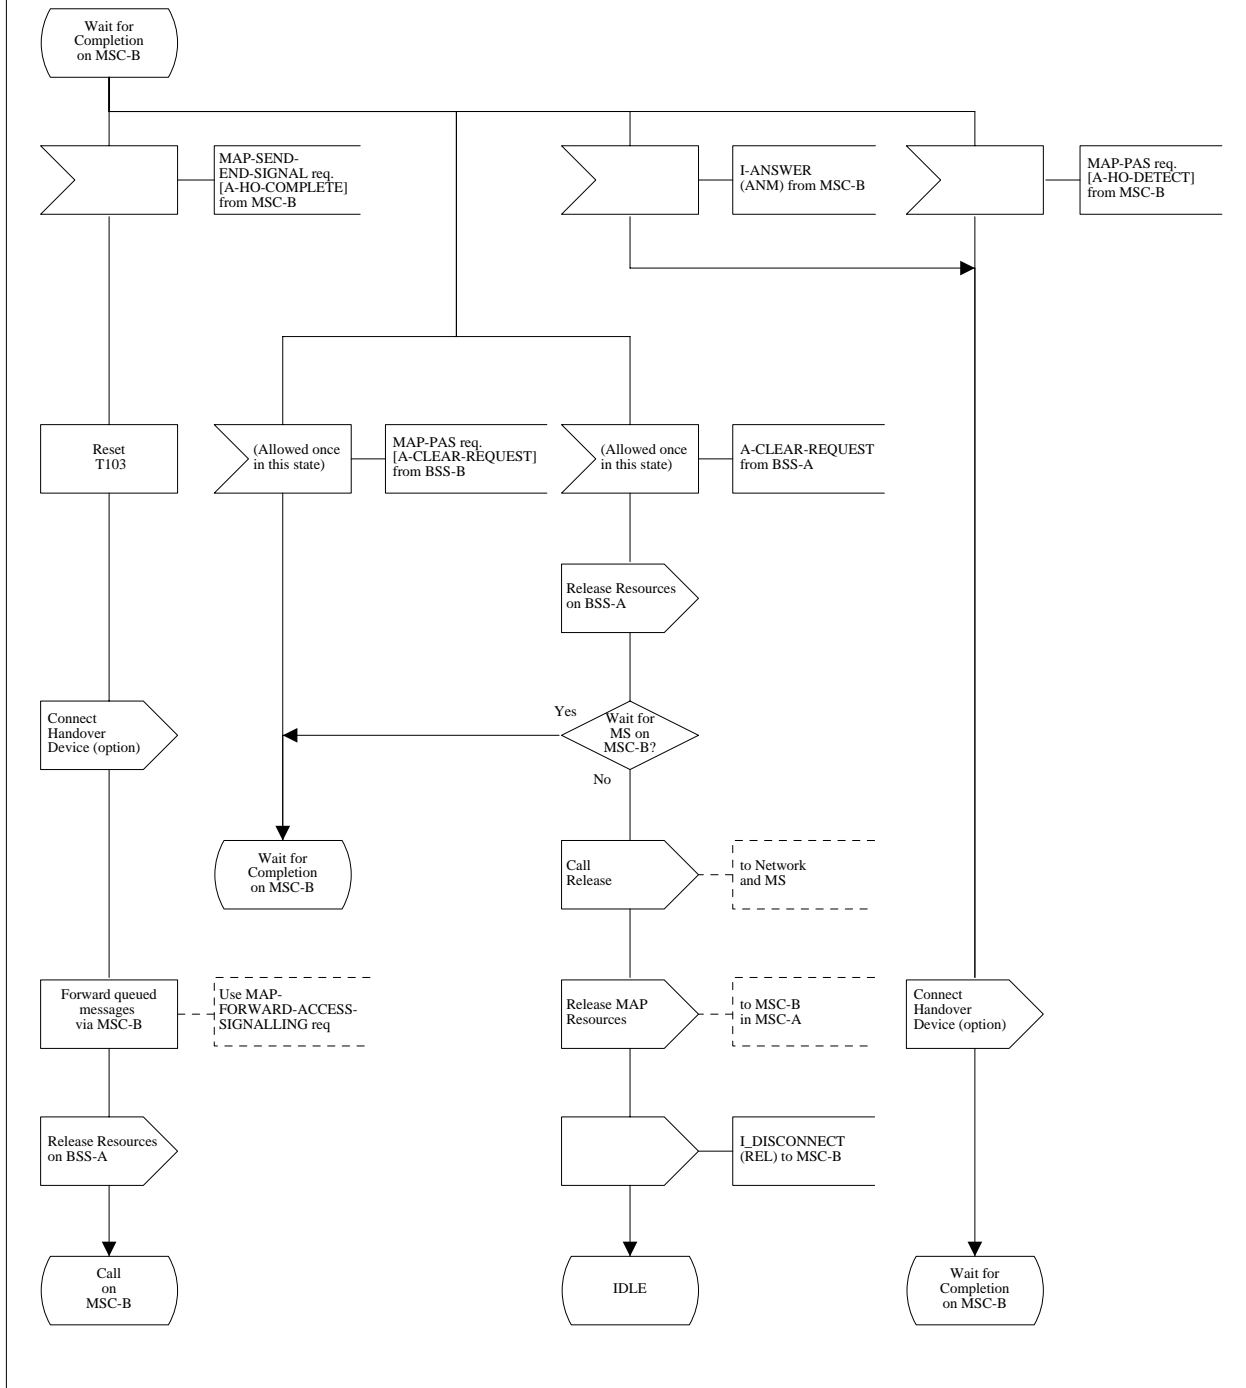 Wait for
Completion
on MSC-B
MAP-SEND-
END-SIGNAL req.
[A-HO-COMPLETE]
from MSC-B
I-ANSWER
(ANM) from MSC-B
MAP-PAS req.
[A-HO-DETECT]
from MSC-B
Reset
T103
(Allowed once
in this state)
MAP-PAS req.
[A-CLEAR-REQUEST]
from BSS-B
(Allowed once
in this state)
A-CLEAR-REQUEST
from BSS-A
Release Resources
on BSS-A
Connect
Handover
Device (option)
Yes
Wait for
MS on
MSC-B?
No
Wait for
Completion
on MSC-B
Call
Release
to Network
and MS
Forward queued
messages
via MSC-B
Use MAP-
FORWARD-ACCESS-
SIGNALLING req
Release MAP
Resources
to MSC-B
in MSC-A
Connect
Handover
Device (option)
Release Resources
on BSS-A
I_DISCONNECT
(REL) to MSC-B
Call
on
MSC-B
IDLE
Wait for
Completion
on MSC-B